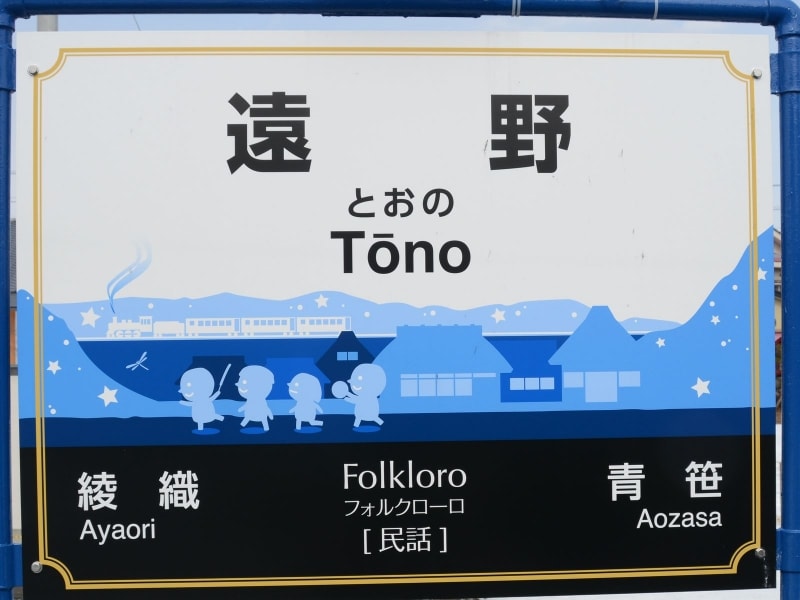 遠野
とおの
Tōno
綾織
Ayaori
Folkloro
フォルクローロ
[民話]
青笹
Aozasa